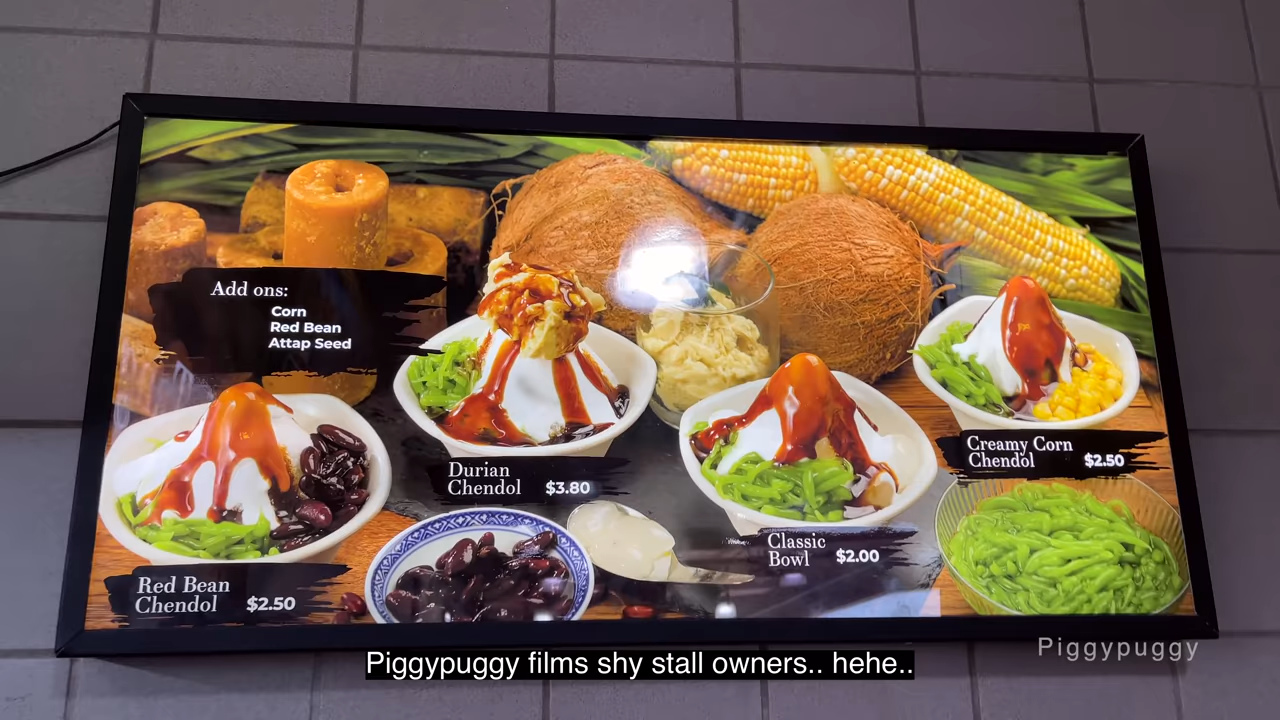 Add ons:
Corn
Red Bean
Attap Seed
Durian
Chendol $3.80
Creamy Corn
Chendol $2.50
Classic
Bowl $2.00
Red Bean
Chendol $2.50
Piggypuggy
Piggypuggy films shy stall owners.. hehe..